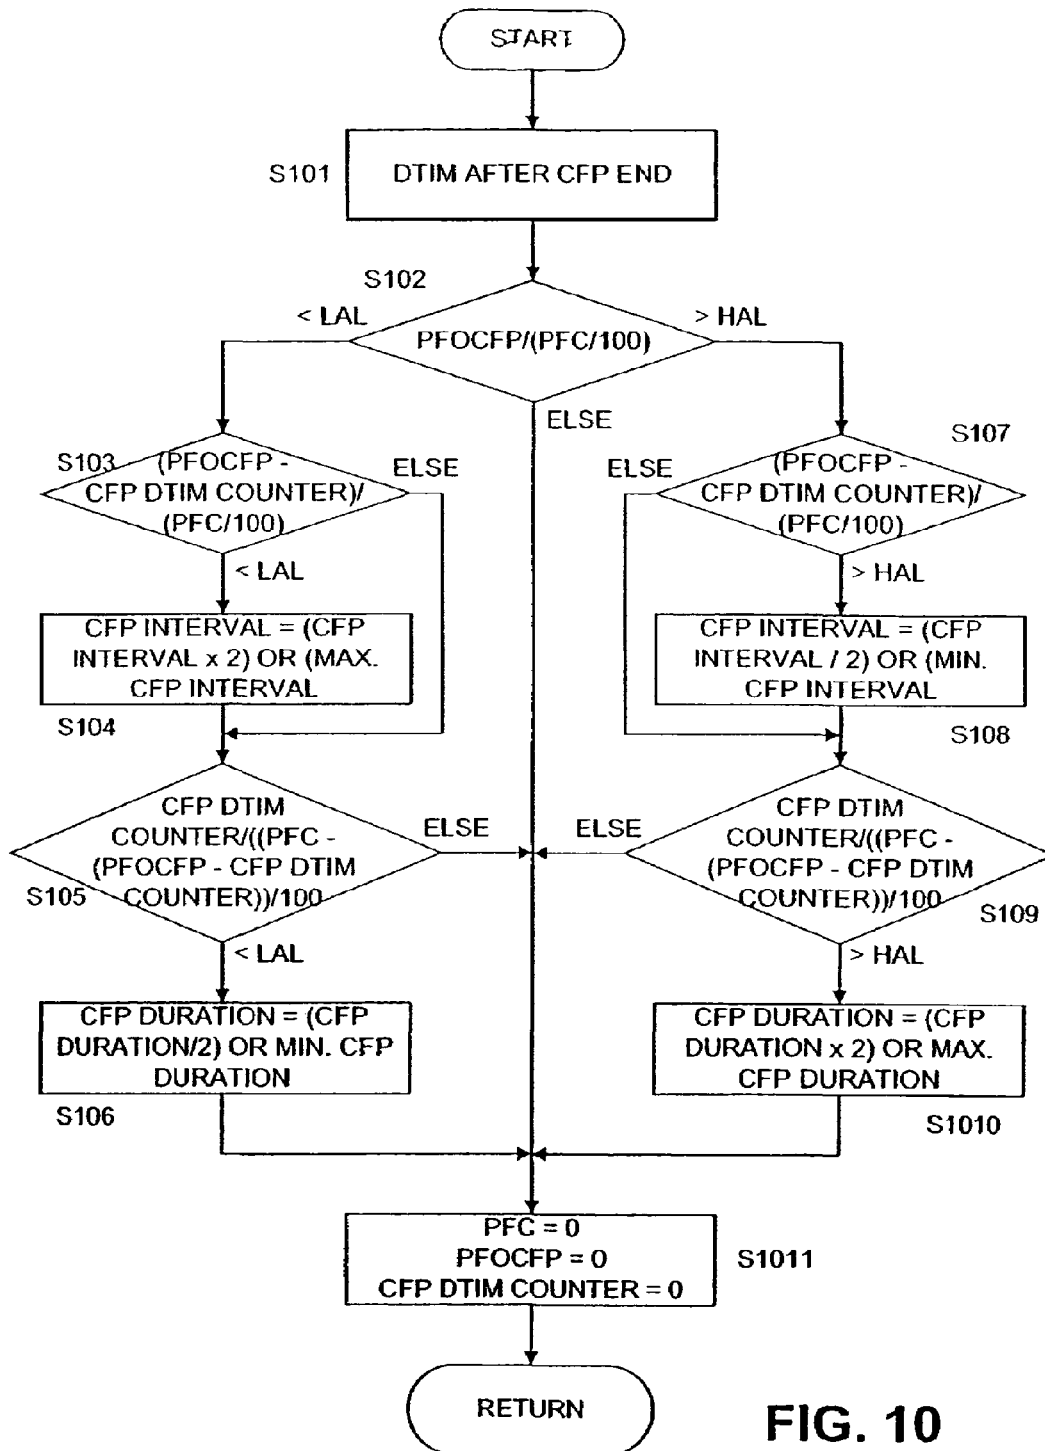 START
S101
DTIM AFTER CFP END
S102
< LAL
> HAL
PFOCFP/(PFC/100)
ELSE
S103
(PFOCFP -
CFP DTIM COUNTER)/
(PFC/100)
ELSE
< LAL
S107
(PFOCFP -
CFP DTIM COUNTER)/
(PFC/100)
ELSE
> HAL
CFP INTERVAL = (CFP
INTERVAL x 2) OR (MAX.
CFP INTERVAL
S104
CFP INTERVAL = (CFP
INTERVAL / 2) OR (MIN.
CFP INTERVAL
S108
CFP DTIM
COUNTER/((PFC -
(PFOCFP - CFP DTIM
COUNTER))/100
S105
ELSE
< LAL
CFP DTIM
COUNTER/((PFC -
(PFOCFP - CFP DTIM
COUNTER))/100
S109
ELSE
> HAL
CFP DURATION = (CFP
DURATION/2) OR MIN. CFP
DURATION
S106
CFP DURATION = (CFP
DURATION x 2) OR MAX.
CFP DURATION
S1010
PFC = 0
PFOCFP = 0
CFP DTIM COUNTER = 0
S1011
RETURN
FIG. 10